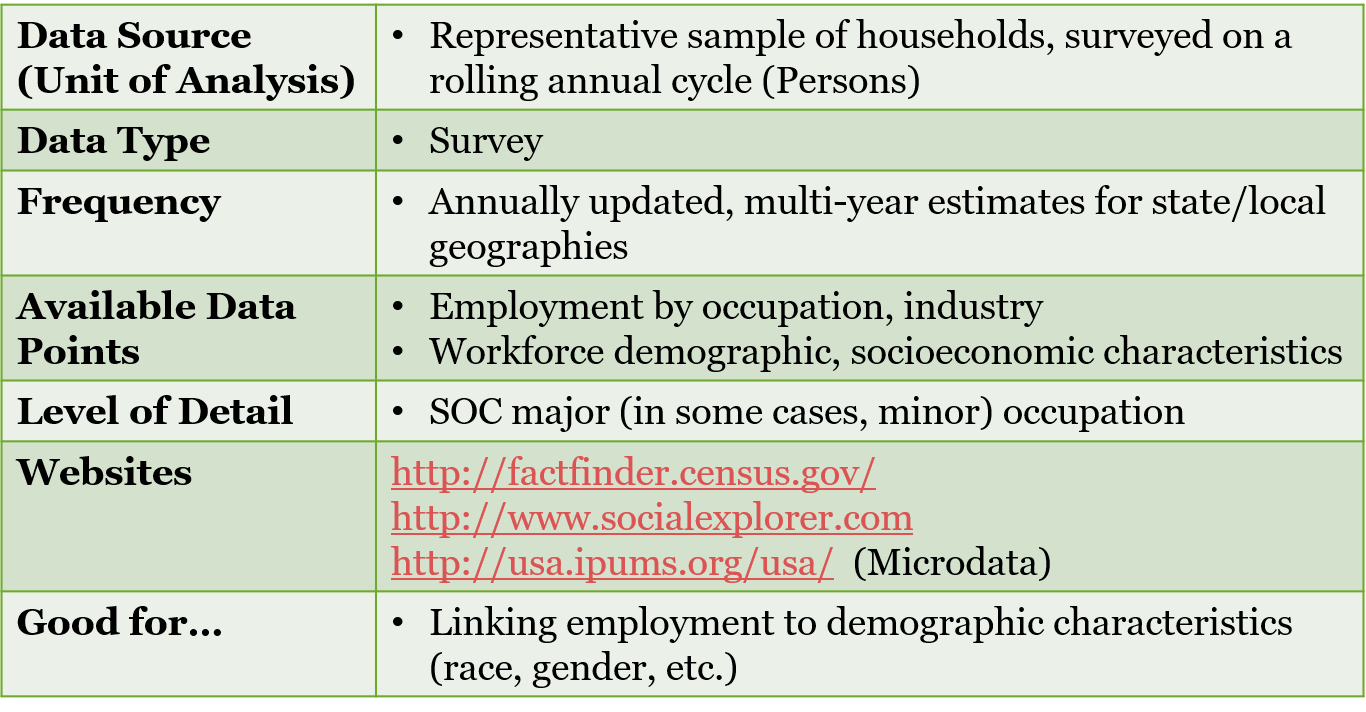 Data Source
(Unit of Analysis)
• Representative sample of households, surveyed on a
rolling annual cycle (Persons)
Data Type
• Survey
Frequency
• Annually updated, multi-year estimates for state/local
geographies
Available Data
Points
• Employment by occupation, industry
• Workforce demographic, socioeconomic characteristics
Level of Detail
• SOC major (in some cases, minor) occupation
Websites
http://factfinder.census.gov/
http://www.socialexplorer.com
http://usa.ipums.org/usa/ (Microdata)
Good for...
• Linking employment to demographic characteristics
(race, gender, etc.)